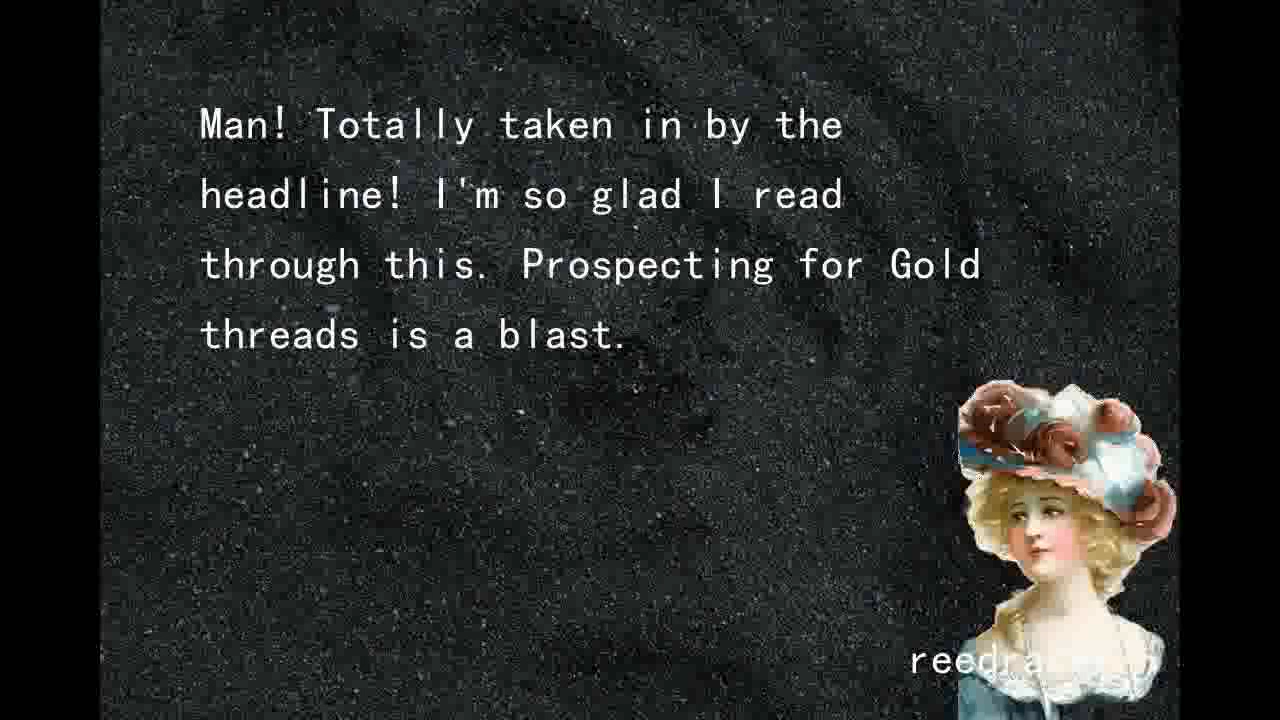 Man! Totally taken in by the
headline! I'm so glad I read
through this. Prospecting for Gold
threads is a blast.